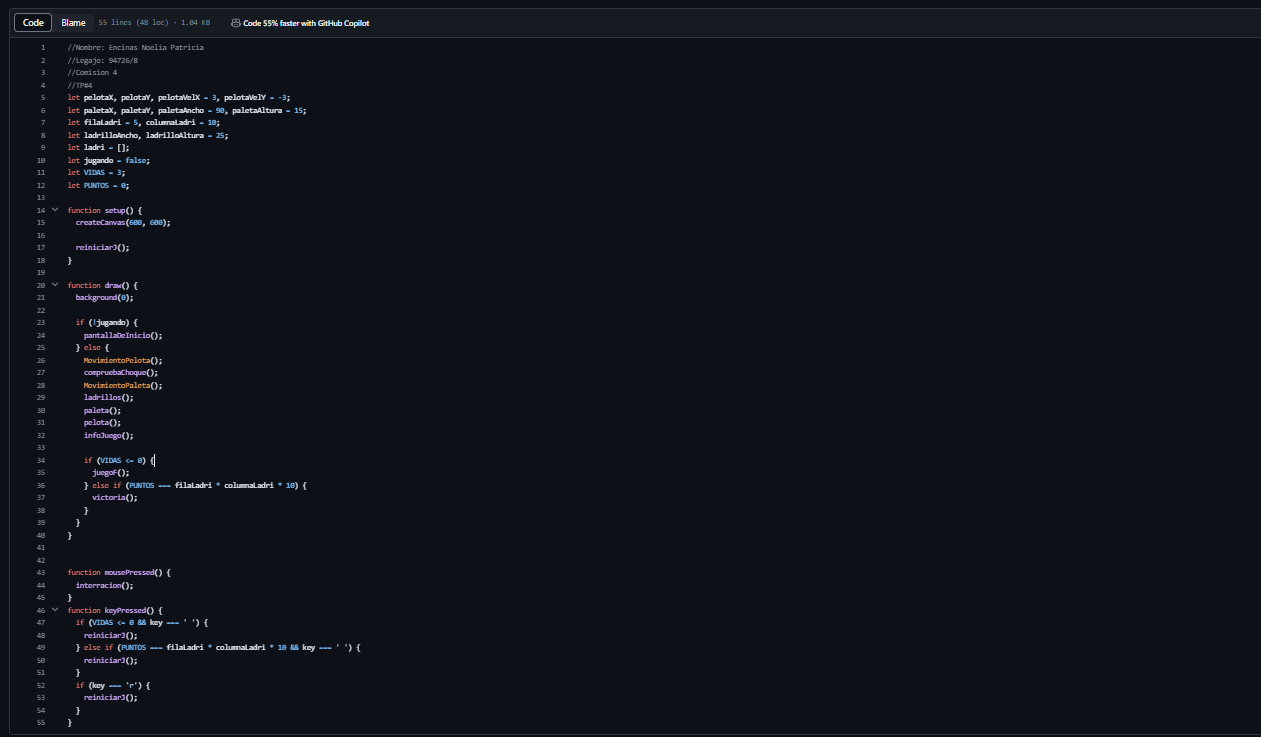 Code Blame 55 lines (48 loc) · 1.04 KB Code 55% faster with GitHub Copilot
1 //Nombre: Encinas Noelia Patricia
2 //Legajo: 94726/8
3 //Comision 4
4 //TP#4
5 let pelotaX, pelotaY, pelotaVelX = 3, pelotaVelY = -3;
6 let paletaX, paletaY, paletaAncho = 90, paletaAltura = 15;
7 let filaLadri = 5, columnaLadri = 10;
8 let ladrilloAncho, ladrilloAltura = 25;
9 let ladri = [];
10 let jugando = false;
11 let VIDAS = 3;
12 let PUNTOS = 0;
13
14 function setup() {
15 createCanvas(600, 600);
16
17 reiniciarJ();
18 }
19
20 function draw() {
21 background(0);
22
23 if (!jugando) {
24 pantallaDeInicio();
25 } else {
26 MovimientoPelota();
27 compruebaChoque();
28 MovimientoPaleta();
29 ladrillos();
30 paleta();
31 pelota();
32 infoJuego();
33
34 if (VIDAS <= 0) {
35 juegoF();
36 } else if (PUNTOS === filaLadri * columnaLadri * 10) {
37 victoria();
38 }
39 }
40 }
41
42
43 function mousePressed() {
44 interracion();
45 }
46 function keyPressed() {
47 if (VIDAS <= 0 && key === ' ') {
48 reiniciarJ();
49 } else if (PUNTOS === filaLadri * columnaLadri * 10 && key === ' ') {
50 reiniciarJ();
51 }
52 if (key === 'r') {
53 reiniciarJ();
54 }
55 }